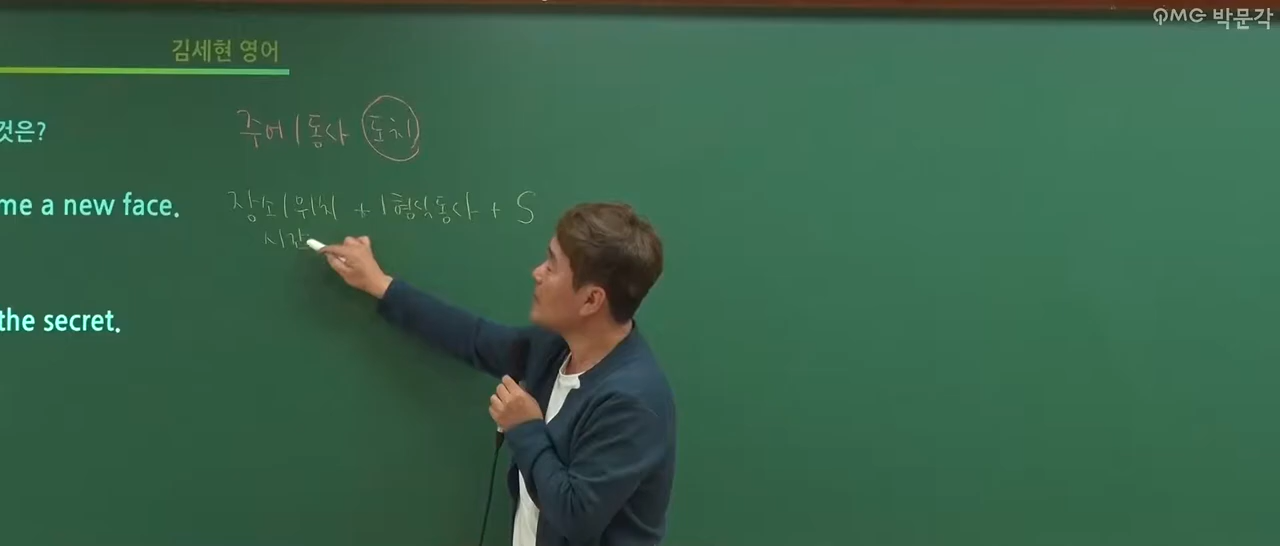 PMG 박문각
김세현 영어
것은?
주어/동사 도치
me a new face.
장소/위치 + 1형식동사 + S
시간
the secret.